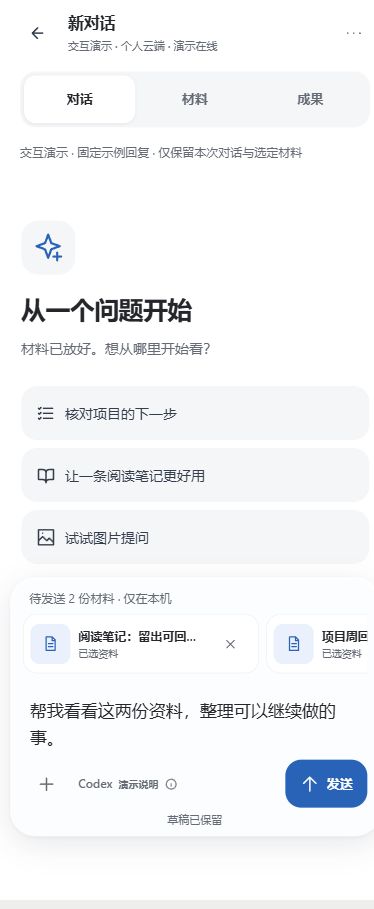 新对话
交互演示 · 个人云端 · 演示在线
对话
材料
成果
交互演示 · 固定示例回复 · 仅保留本次对话与选定材料
从一个问题开始
材料已放好。想从哪里开始看？
核对项目的下一步
让一条阅读笔记更好用
试试图片提问
待发送 2 份材料 · 仅在本机
阅读笔记：留出可回...
已选资料
项目周回
已选资料
帮我看看这两份资料，整理可以继续做的
事。
Codex 演示说明
发送
草稿已保留